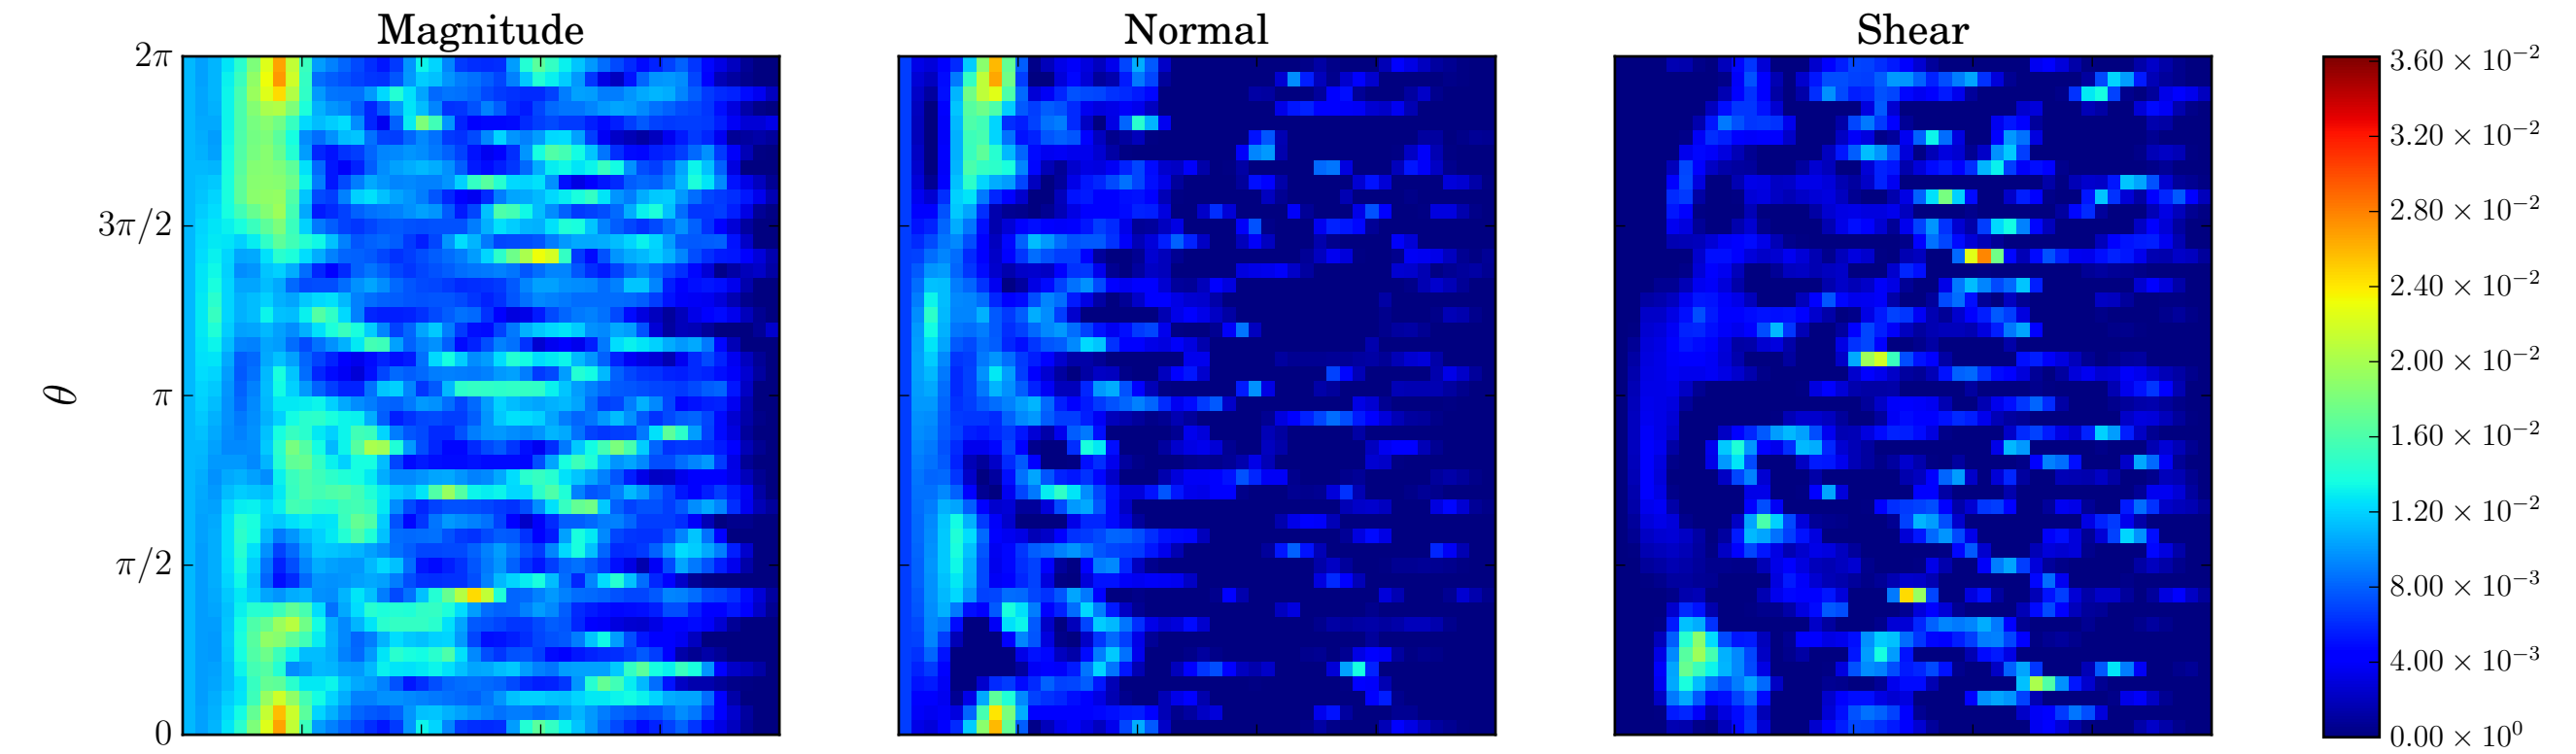 Magnitude Normal Shear
2π
3π/2
π
π/2
0
θ
3.60 × 10⁻²
3.20 × 10⁻²
2.80 × 10⁻²
2.40 × 10⁻²
2.00 × 10⁻²
1.60 × 10⁻²
1.20 × 10⁻²
8.00 × 10⁻³
4.00 × 10⁻³
0.00 × 10⁰